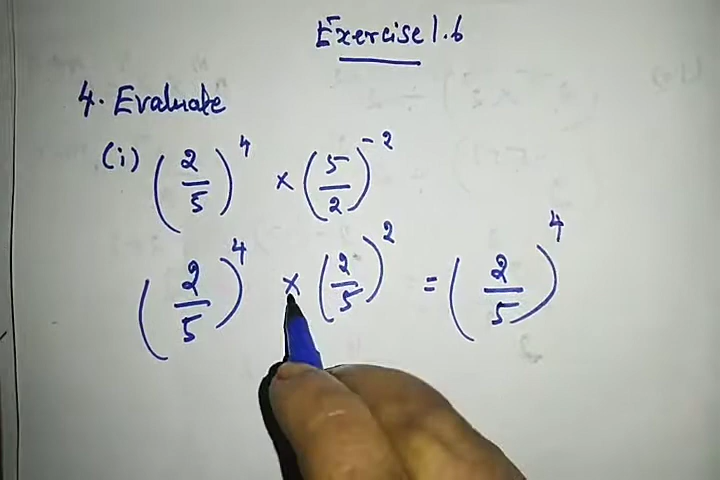 Exercise 1.6
4. Evaluate
(i) (2/5)^4 × (5/2)^-2
(2/5)^4 × (2/5)^2 = (2/5)^4